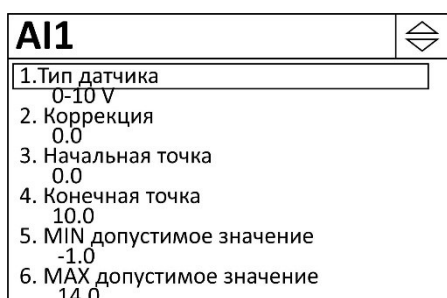 AI1
1.Тип датчика
0-10 V
2. Коррекция
0.0
3. Начальная точка
0.0
4. Конечная точка
10.0
5. MIN допустимое значение
-1.0
6. MAX допустимое значение
14.0